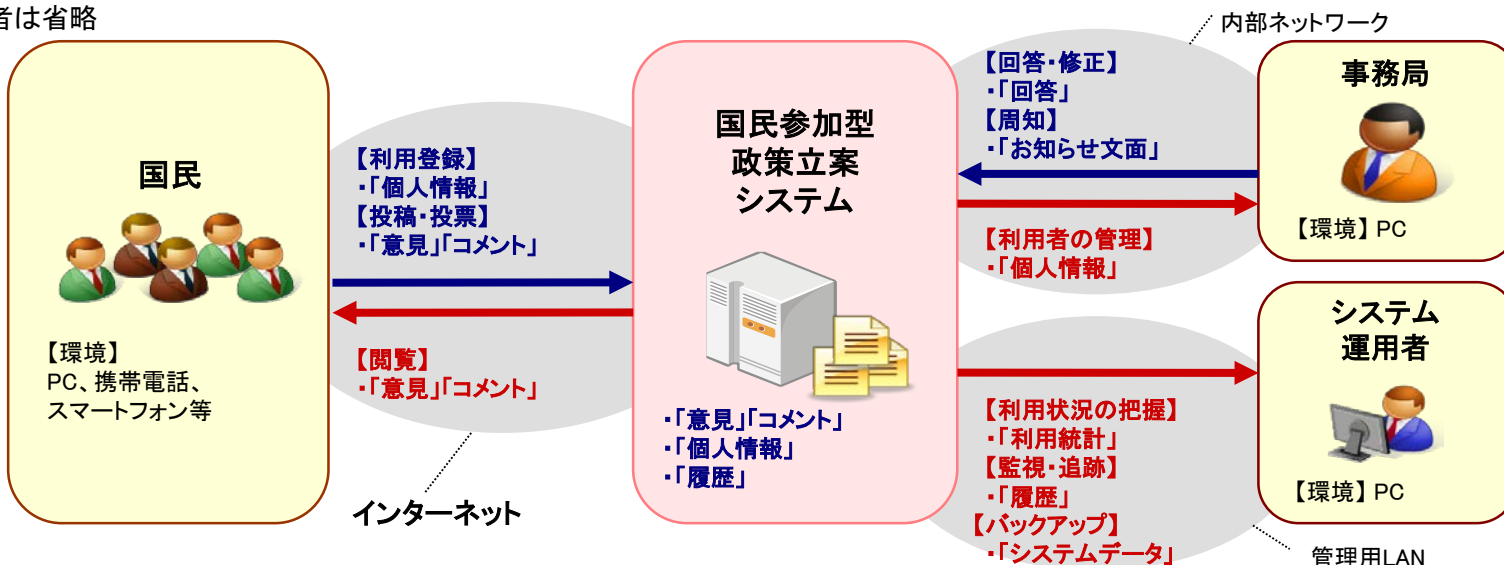 者は省略
国民
【環境】
PC、携帯電話、
スマートフォン等
【利用登録】
・「個人情報」
【投稿・投票】
・「意見」「コメント」
【閲覧】
・「意見」「コメント」
インターネット
国民参加型
政策立案
システム
・「意見」「コメント」
・「個人情報」
・「履歴」
内部ネットワーク
【回答・修正】
・「回答」
【周知】
・「お知らせ文面」
【利用者の管理】
・「個人情報」
事務局
【環境】PC
【利用状況の把握】
・「利用統計」
【監視・追跡】
・「履歴」
【バックアップ】
・「システムデータ」
システム
運用者
【環境】PC
管理用LAN